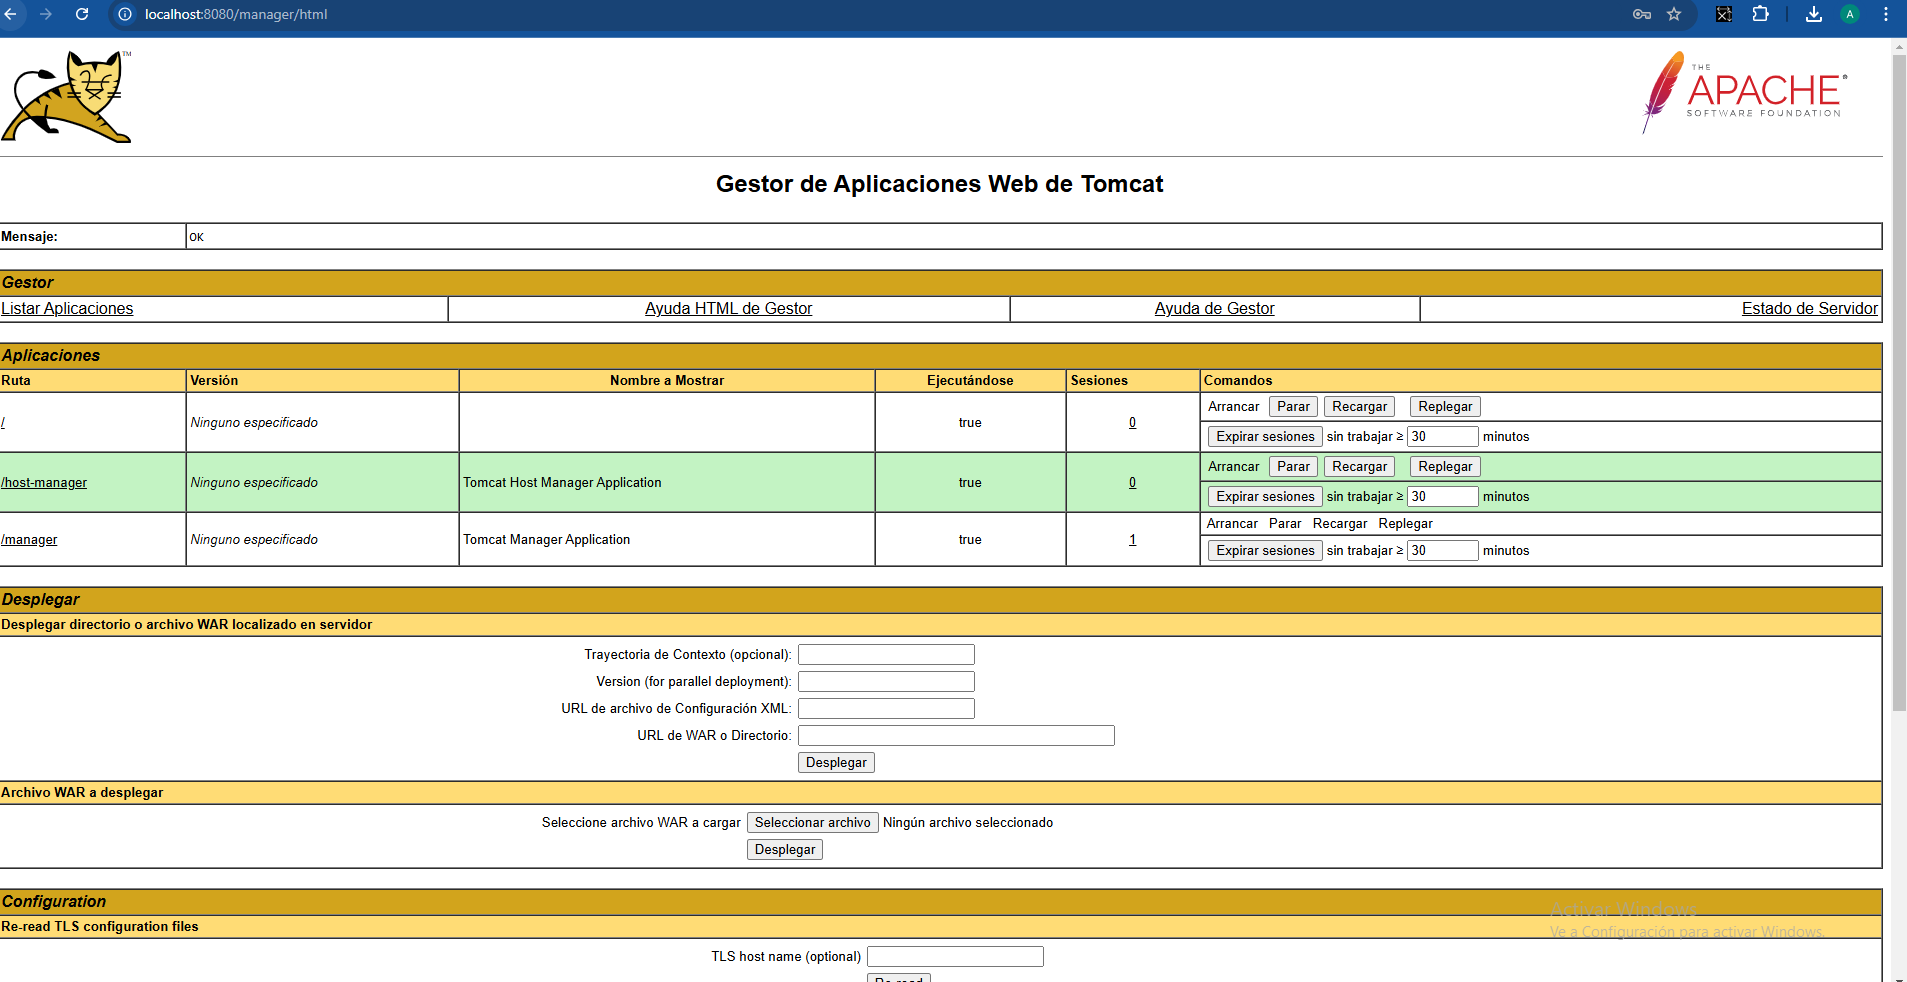 localhost:8080/manager/html
A
TM
THE
APACHE®
SOFTWARE FOUNDATION
Gestor de Aplicaciones Web de Tomcat
Mensaje: OK
Gestor
Listar Aplicaciones Ayuda HTML de Gestor Ayuda de Gestor Estado de Servidor
Aplicaciones
Ruta Versión Nombre a Mostrar Ejecutándose Sesiones Comandos
/ Ninguno especificado true 0 Arrancar Parar Recargar Replegar
Expirar sesiones sin trabajar ≥ 30 minutos
/host-manager Ninguno especificado Tomcat Host Manager Application true 0 Arrancar Parar Recargar Replegar
Expirar sesiones sin trabajar ≥ 30 minutos
/manager Ninguno especificado Tomcat Manager Application true 1 Arrancar Parar Recargar Replegar
Expirar sesiones sin trabajar ≥ 30 minutos
Desplegar
Desplegar directorio o archivo WAR localizado en servidor
Trayectoria de Contexto (opcional):
Version (for parallel deployment):
URL de archivo de Configuración XML:
URL de WAR o Directorio:
Desplegar
Archivo WAR a desplegar
Seleccione archivo WAR a cargar Seleccionar archivo Ningún archivo seleccionado
Desplegar
Configuration
Re-read TLS configuration files
TLS host name (optional)
Re-read
Activar Windows
Ve a Configuración para activar Windows.